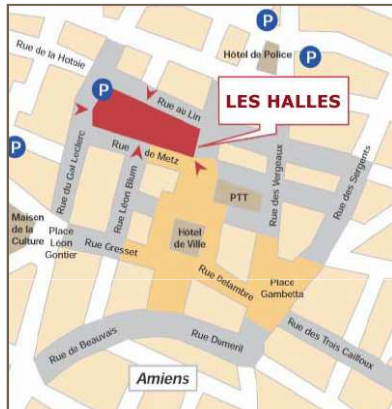 P
Hôtel de Police
P
Rue de la Hotoie
P
Rue au Lin
LES HALLES
P
Rue de Metz
Rue du Gal Leclerc
Rue Léon Blum
PTT
Rue des Vergeaux
Rue des Sergents
Maison
de la
Culture
Place
Léon
Gontier
Rue Gresset
Hôtel
de Ville
Rue Delambre
Place
Gambetta
Rue des Trois Cailloux
Rue de Beauvais
Rue Dumeril
Amiens